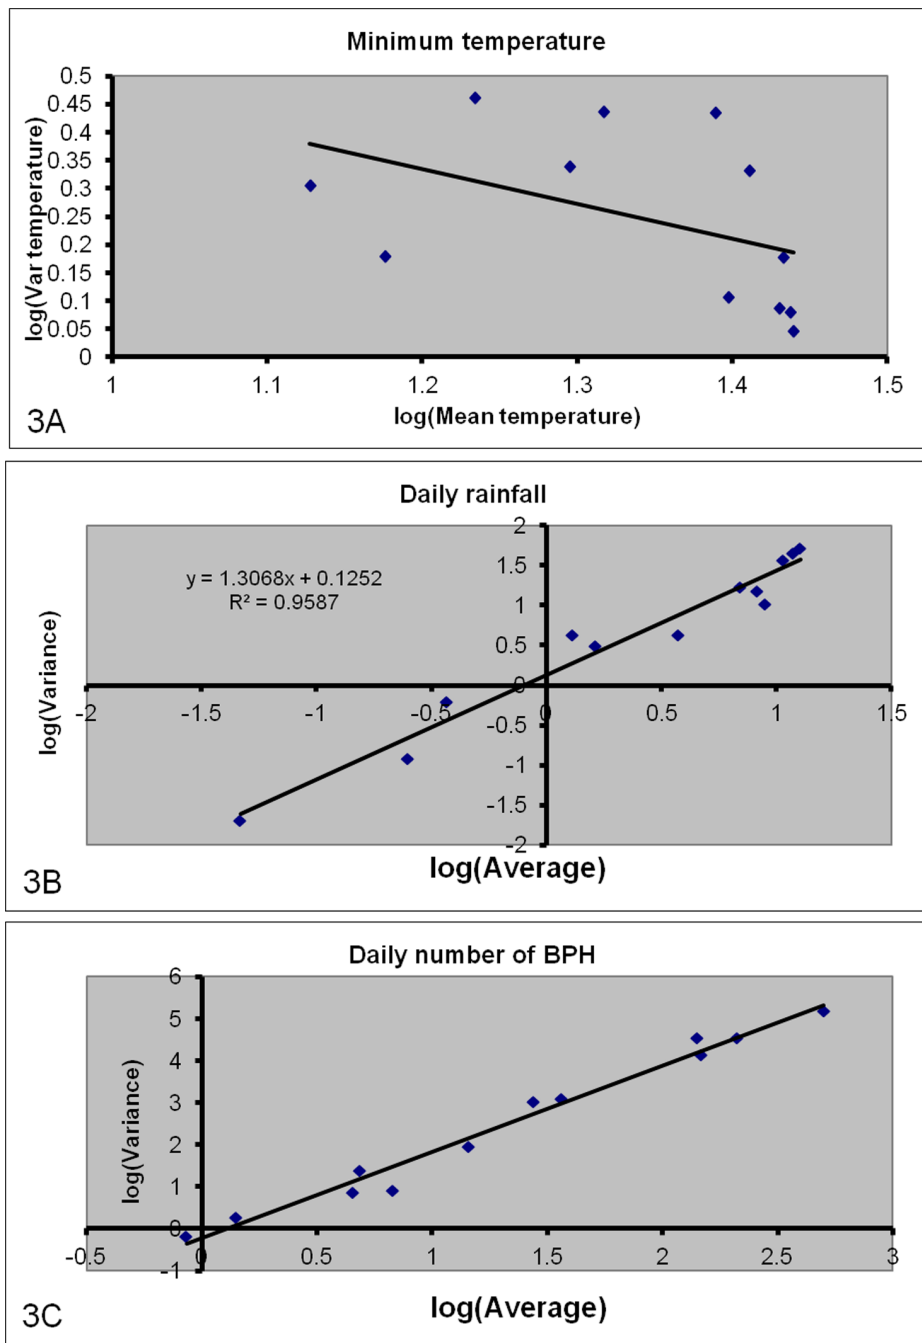 Minimum temperature
0.5
0.45
0.4
0.35
0.3
0.25
0.2
0.15
0.1
0.05
0
log(Var temperature)
1 1.1 1.2 1.3 1.4 1.5
log(Mean temperature)
3A
Daily rainfall
y = 1.3068x + 0.1252
R² = 0.9587
log(Variance)
2
1.5
1
0.5
0
-0.5
-1
-1.5
-2
-2 -1.5 -1 -0.5 0 0.5 1 1.5
log(Average)
3B
Daily number of BPH
6
5
4
3
2
1
0
-1
log(Variance)
-0.5 0 0.5 1 1.5 2 2.5 3
log(Average)
3C